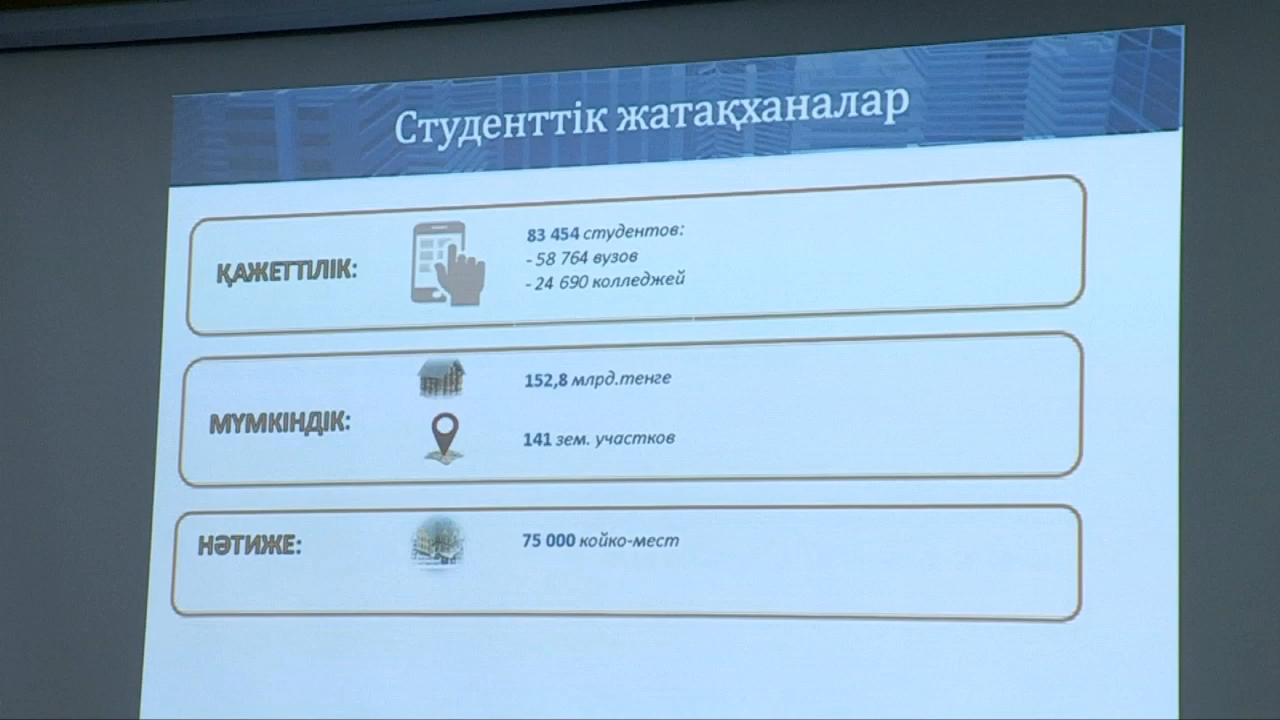 Студенттік жатақханалар
ҚАЖЕТТІЛІК:
83 454 студентов:
- 58 764 вузов
- 24 690 колледжей
МҮМКІНДІК:
152,8 млрд.тенге
141 зем. участков
НӘТИЖЕ:
75 000 койко-мест